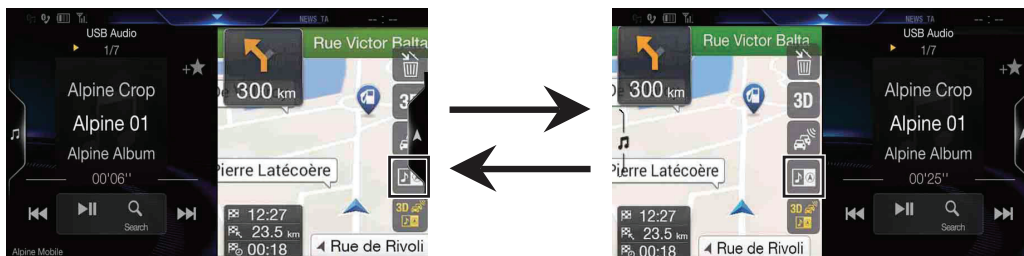 NEWS TA
-- : --
USB Audio
1/7
Alpine Crop
Alpine 01
Alpine Album
00'06''
Search
Alpine Mobile
Rue Victor Balta
300 km
3D
Pierre Latécoère
12:27
23.5 km
00:18
3D
Rue de Rivoli
NEWS TA
-- : --
Rue Victor Balta
300 km
3D
Pierre Latécoère
12:27
23.5 km
00:18
3D
Rue de Rivoli
USB Audio
1/7
Alpine Crop
Alpine 01
Alpine Album
00'25''
Search